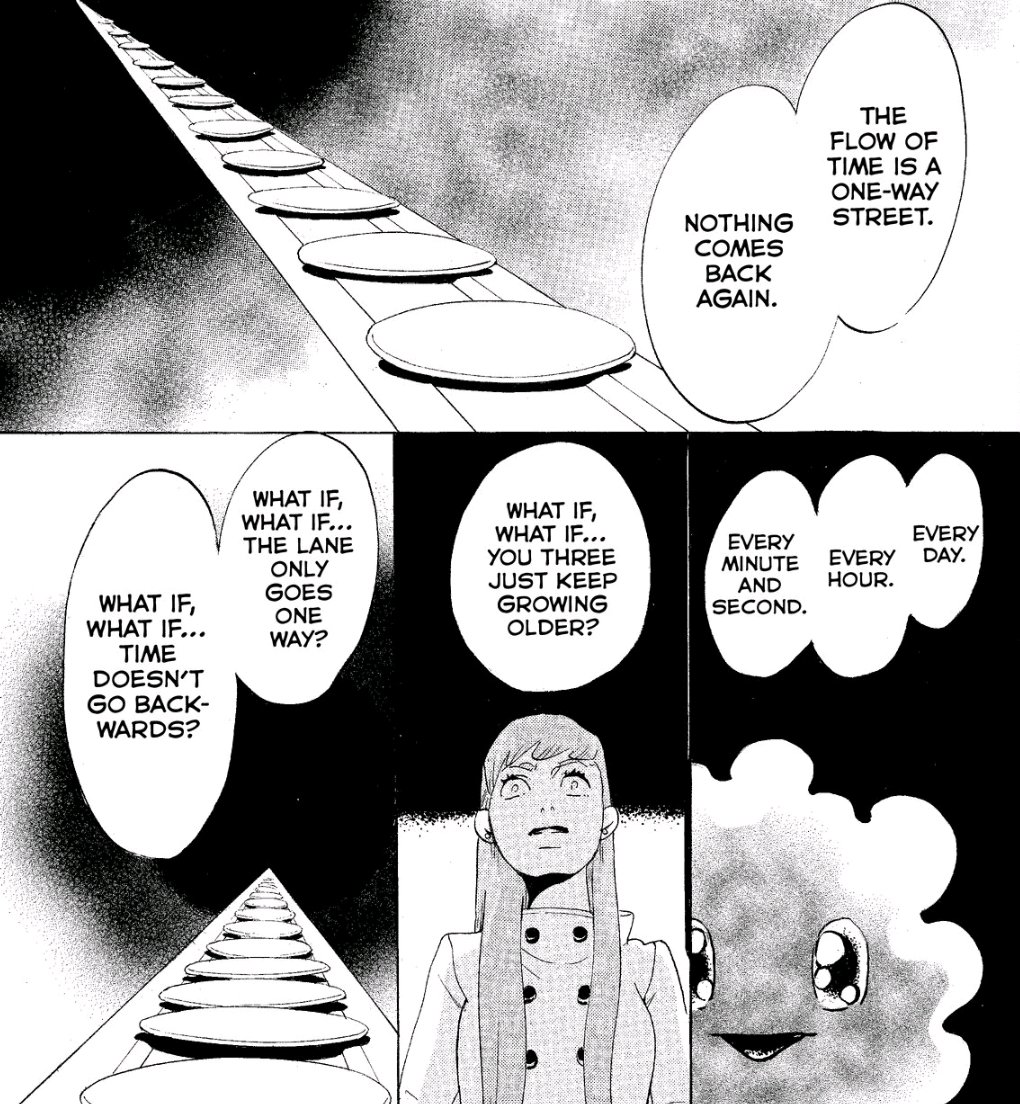 THE
FLOW OF
TIME IS A
ONE-WAY
STREET.
NOTHING
COMES
BACK
AGAIN.
EVERY
DAY.
EVERY
HOUR.
EVERY
MINUTE
AND
SECOND.
WHAT IF,
WHAT IF...
YOU THREE
JUST KEEP
GROWING
OLDER?
WHAT IF,
WHAT IF...
THE LANE
ONLY
GOES
ONE
WAY?
WHAT IF,
WHAT IF...
TIME
DOESN'T
GO BACK-
WARDS?